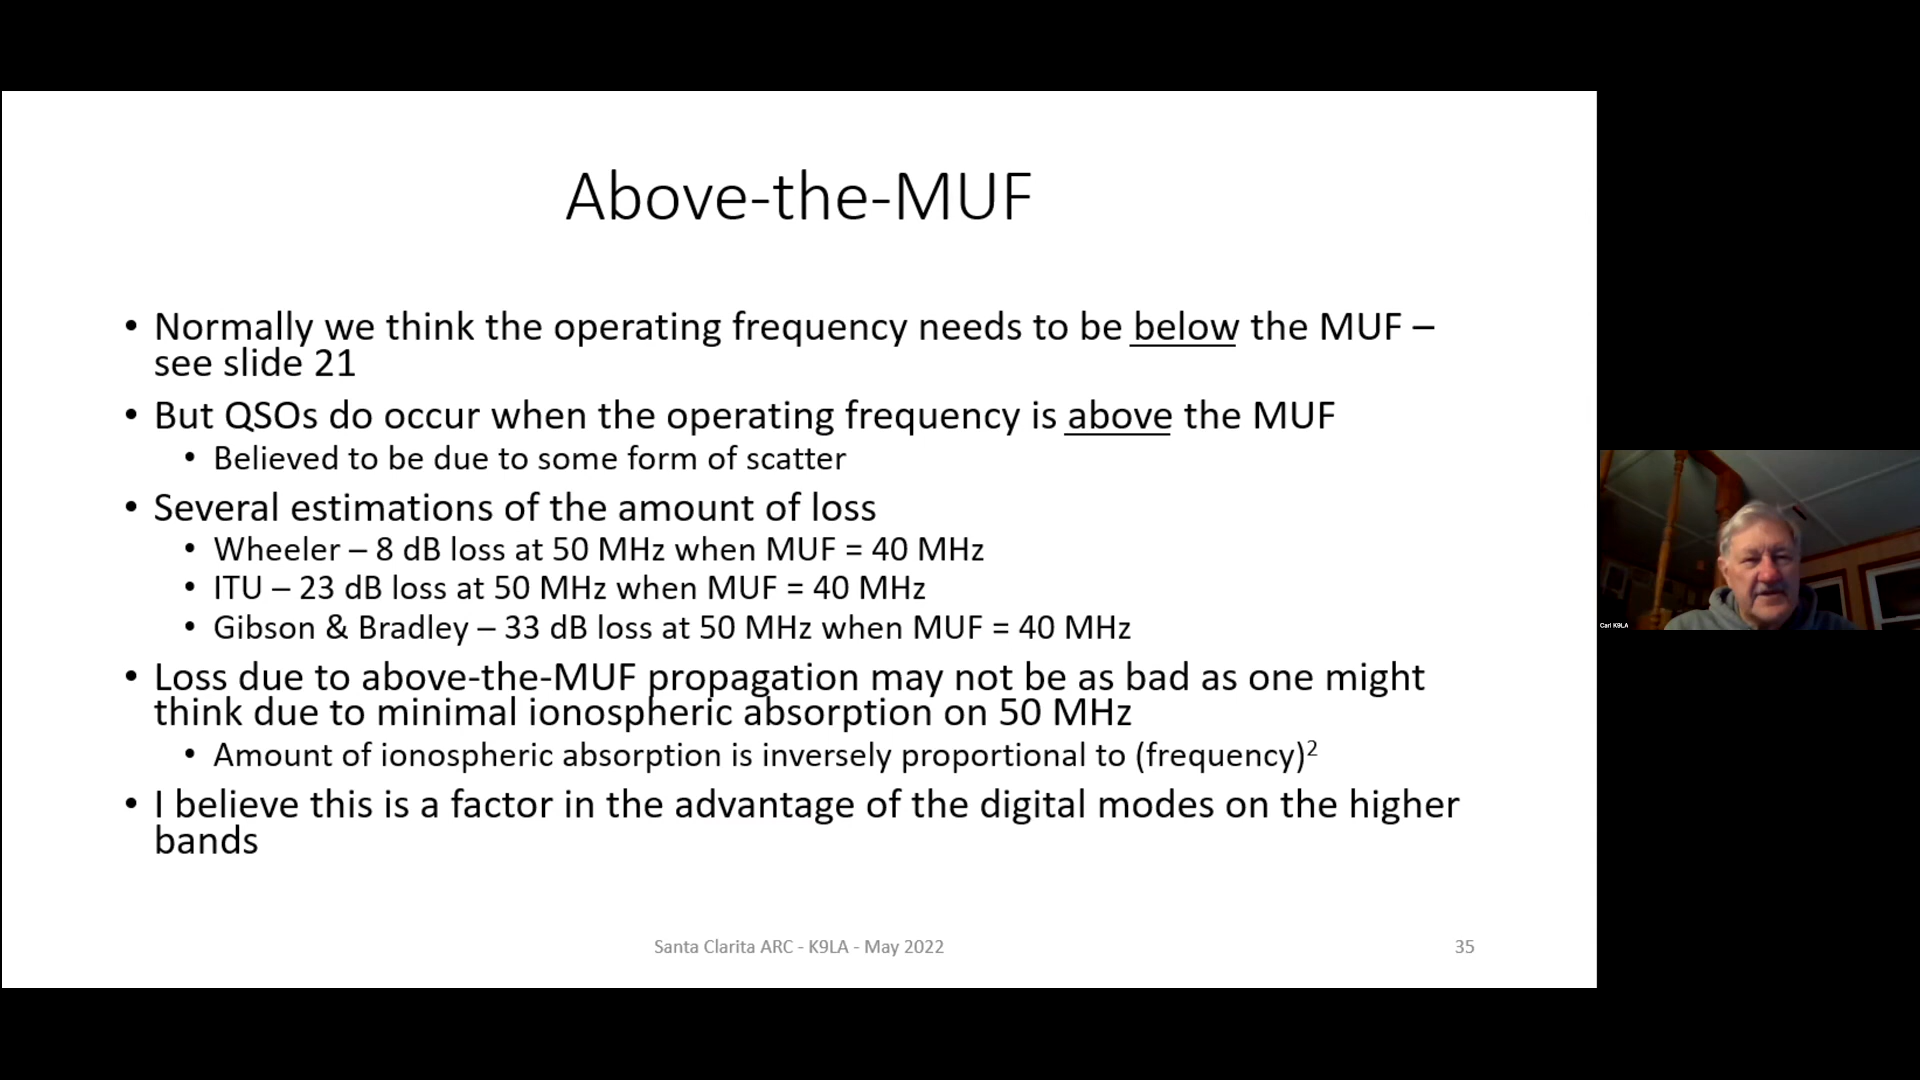 Above-the-MUF
• Normally we think the operating frequency needs to be below the MUF –
see slide 21
• But QSOs do occur when the operating frequency is above the MUF
• Believed to be due to some form of scatter
• Several estimations of the amount of loss
• Wheeler – 8 dB loss at 50 MHz when MUF = 40 MHz
• ITU – 23 dB loss at 50 MHz when MUF = 40 MHz
• Gibson & Bradley – 33 dB loss at 50 MHz when MUF = 40 MHz
• Loss due to above-the-MUF propagation may not be as bad as one might
think due to minimal ionospheric absorption on 50 MHz
• Amount of ionospheric absorption is inversely proportional to (frequency)²
• I believe this is a factor in the advantage of the digital modes on the higher
bands
Santa Clarita ARC - K9LA - May 2022
35
Carl K9LA